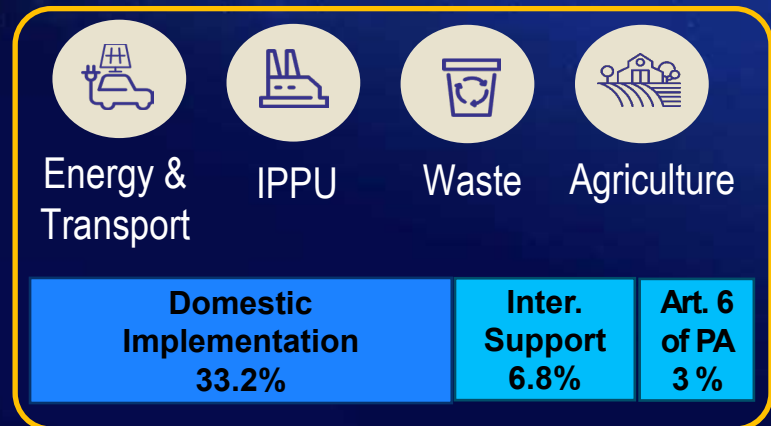 Energy &
Transport
IPPU
Waste
Agriculture
Domestic
Implementation
33.2%
Inter.
Support
6.8%
Art. 6
of PA
3 %